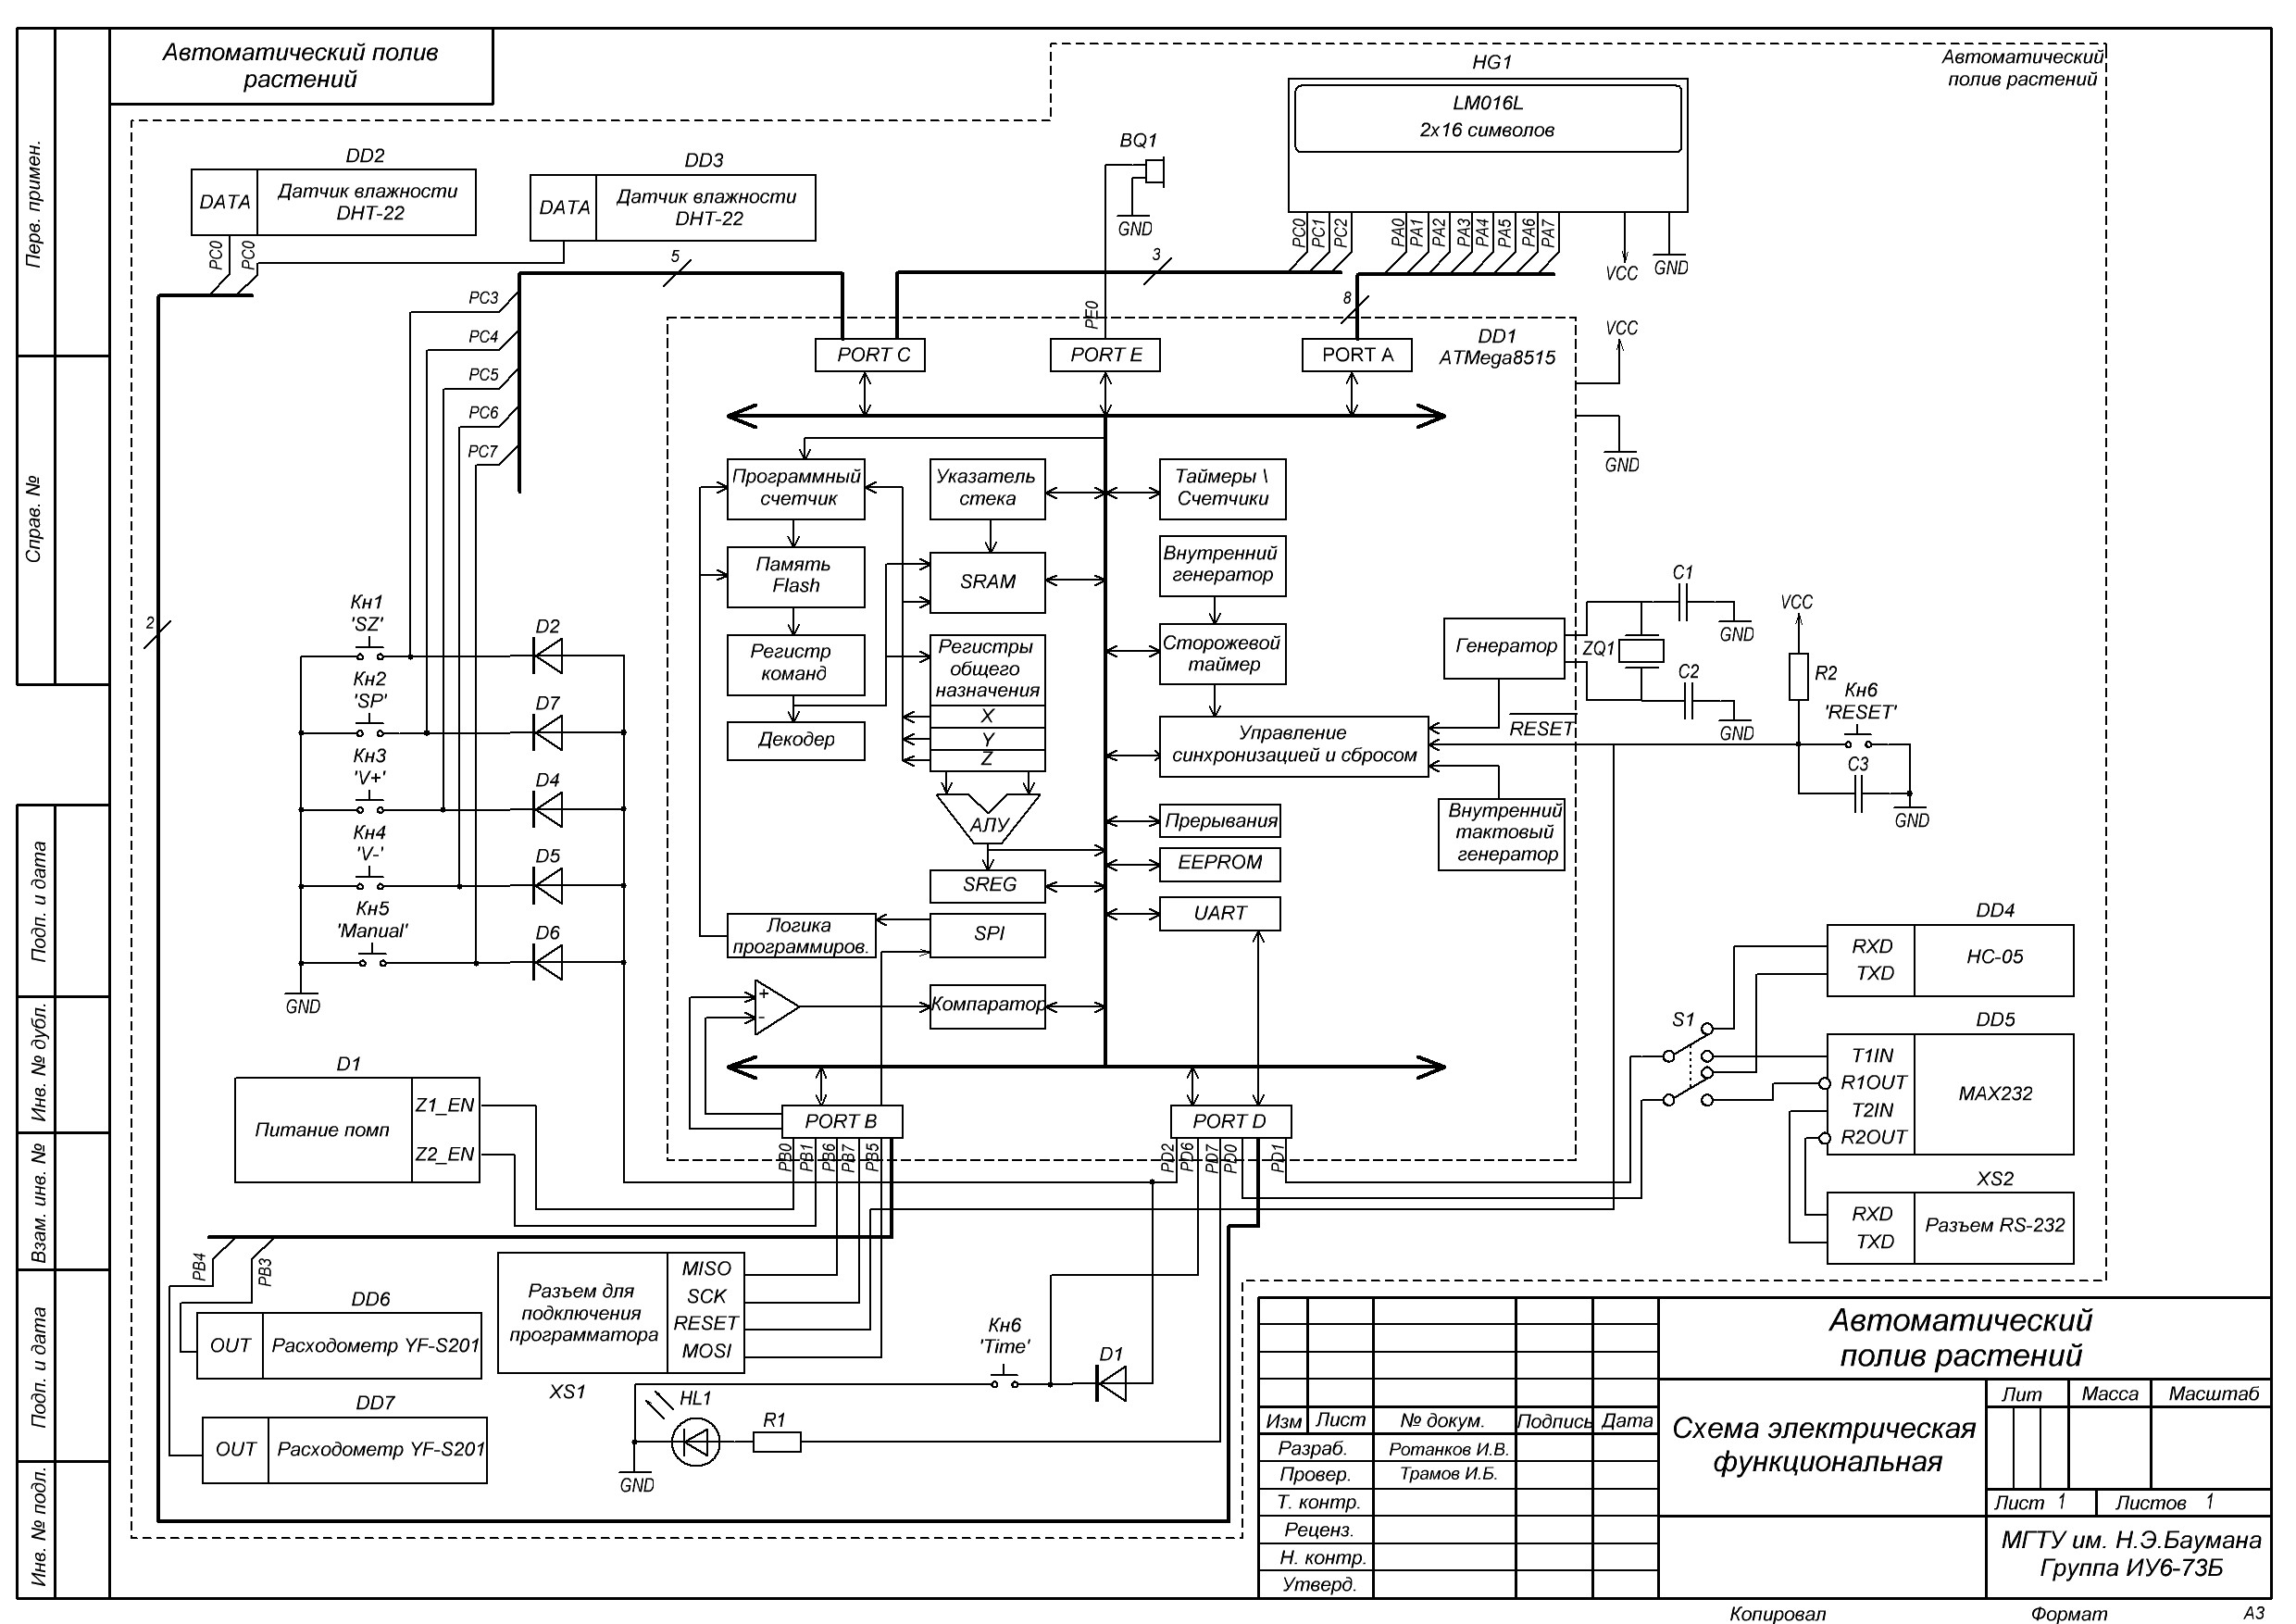 Автоматический полив
растений
Автоматический
полив растений
HG1
LM016L
2x16 символов
BQ1
GND
DD2
DATA
Датчик влажности
DHT-22
DD3
DATA
Датчик влажности
DHT-22
PC0
PC0
PC0
PC1
PC2
PA0
PA1
PA2
PA3
PA4
PA5
PA6
PA7
VCC
GND
5
3
8
2
PE0
PC3
PC4
PC5
PC6
PC7
PORT C
PORT E
PORT A
DD1
ATMega8515
VCC
GND
Программный
счетчик
Указатель
стека
Таймеры \
Счетчики
Память
Flash
SRAM
Внутренний
генератор
Регистр
команд
Регистры
общего
назначения
X
Y
Z
Сторожевой
таймер
Генератор
Декодер
Управление
синхронизацией и сбросом
RESET
АЛУ
Прерывания
Внутренний
тактовый
генератор
EEPROM
SREG
UART
Логика
программиров.
SPI
+
-
Компаратор
ZQ1
C1
GND
C2
GND
VCC
R2
Кн6
'RESET'
C3
GND
Кн1
'SZ'
D2
Кн2
'SP'
D7
Кн3
'V+'
D4
Кн4
'V-'
D5
Кн5
'Manual'
D6
GND
D1
Питание помп
Z1_EN
Z2_EN
PORT B
PORT D
PB0
PB1
PB6
PB7
PB5
PD2
PD6
PD7
PD0
PD1
S1
DD4
RXD
TXD
HC-05
DD5
T1IN
R1OUT
T2IN
R2OUT
MAX232
XS2
RXD
TXD
Разъем RS-232
PB4
PB3
DD6
OUT
Расходометр YF-S201
DD7
OUT
Расходометр YF-S201
Разъем для
подключения
программатора
MISO
SCK
RESET
MOSI
XS1
Кн6
'Time'
D1
HL1
R1
GND
Перв. примен.
Справ. №
Подп. и дата
Инв. № дубл.
Взам. инв. №
Подп. и дата
Инв. № подл.
Автоматический
полив растений
Изм Лист № докум. Подпись Дата
Разраб. Ротанков И.В.
Провер. Трамов И.Б.
Т. контр.
Реценз.
Н. контр.
Утверд.
Схема электрическая
функциональная
Лит Масса Масштаб
Лист 1 Листов 1
МГТУ им. Н.Э.Баумана
Группа ИУ6-73Б
Копировал Формат A3